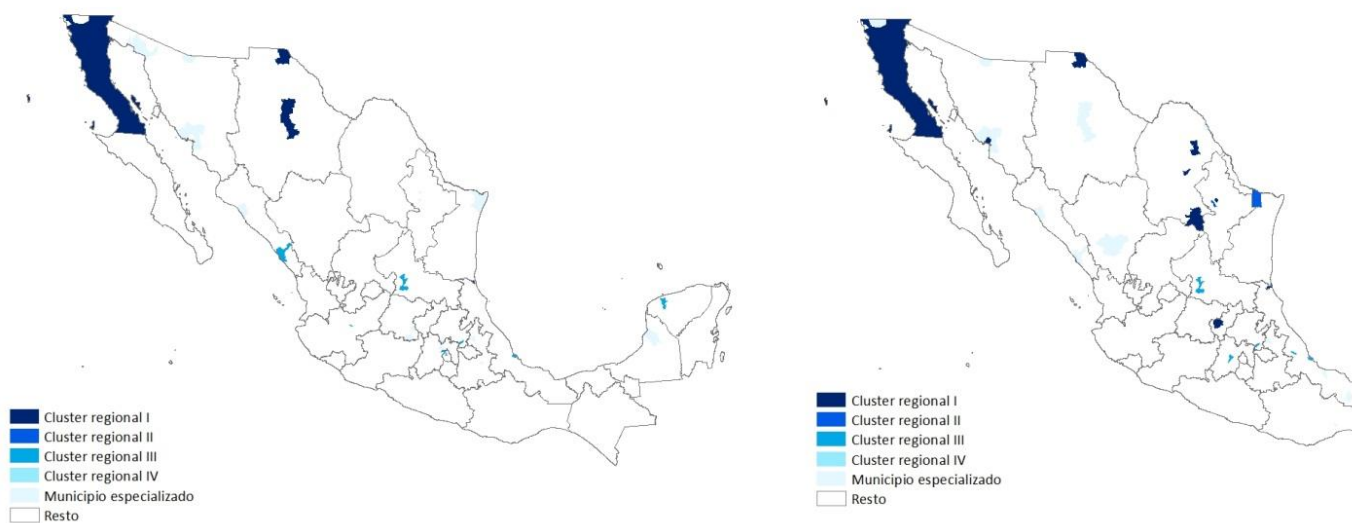 Cluster regional I
Cluster regional II
Cluster regional III
Cluster regional IV
Municipio especializado
Resto
Cluster regional I
Cluster regional II
Cluster regional III
Cluster regional IV
Municipio especializado
Resto